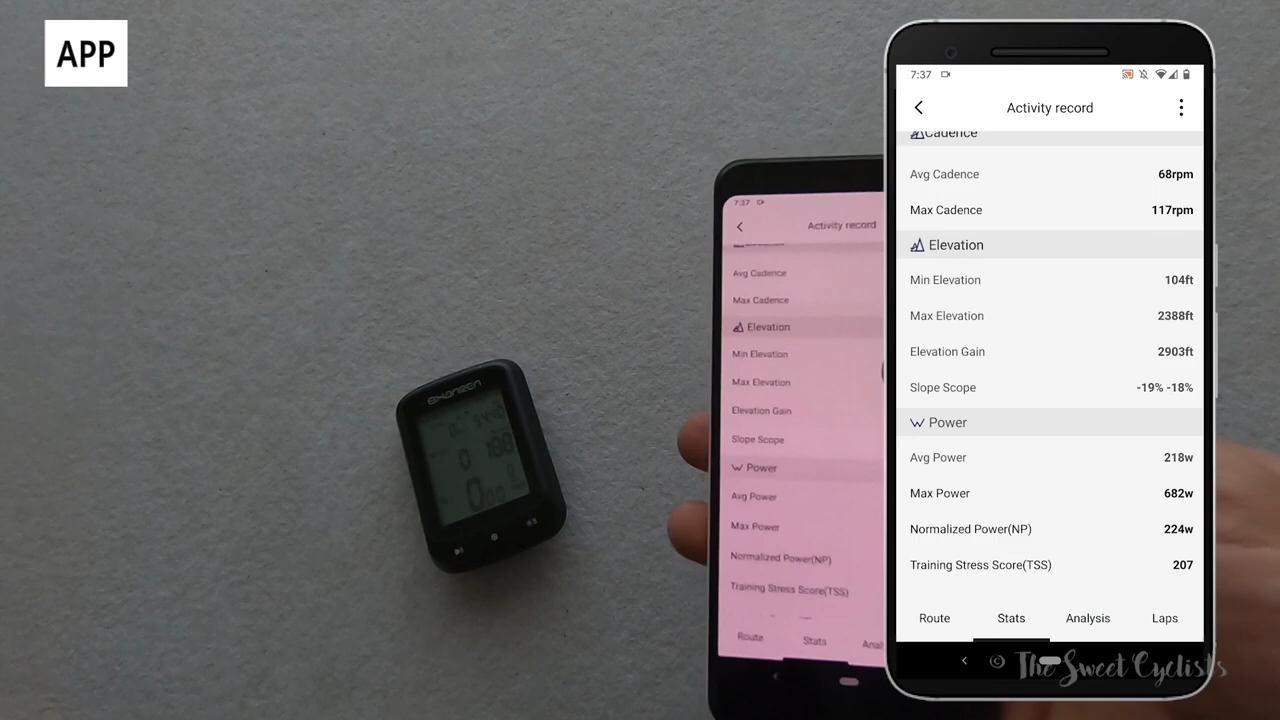 APP
7:37
Activity record
Cadence
Avg Cadence 68rpm
Max Cadence 117rpm
Elevation
Min Elevation 104ft
Max Elevation 2388ft
Elevation Gain 2903ft
Slope Scope -19% -18%
Power
Avg Power 218w
Max Power 682w
Normalized Power(NP) 224w
Training Stress Score(TSS) 207
Route Stats Analysis Laps
© The Sweet Cyclists
7:37
Activity record
Avg Cadence
Max Cadence
Elevation
Min Elevation
Max Elevation
Elevation Gain
Slope Scope
Power
Avg Power
Max Power
Normalized Power(NP)
Training Stress Score(TSS)
Route Stats Anal